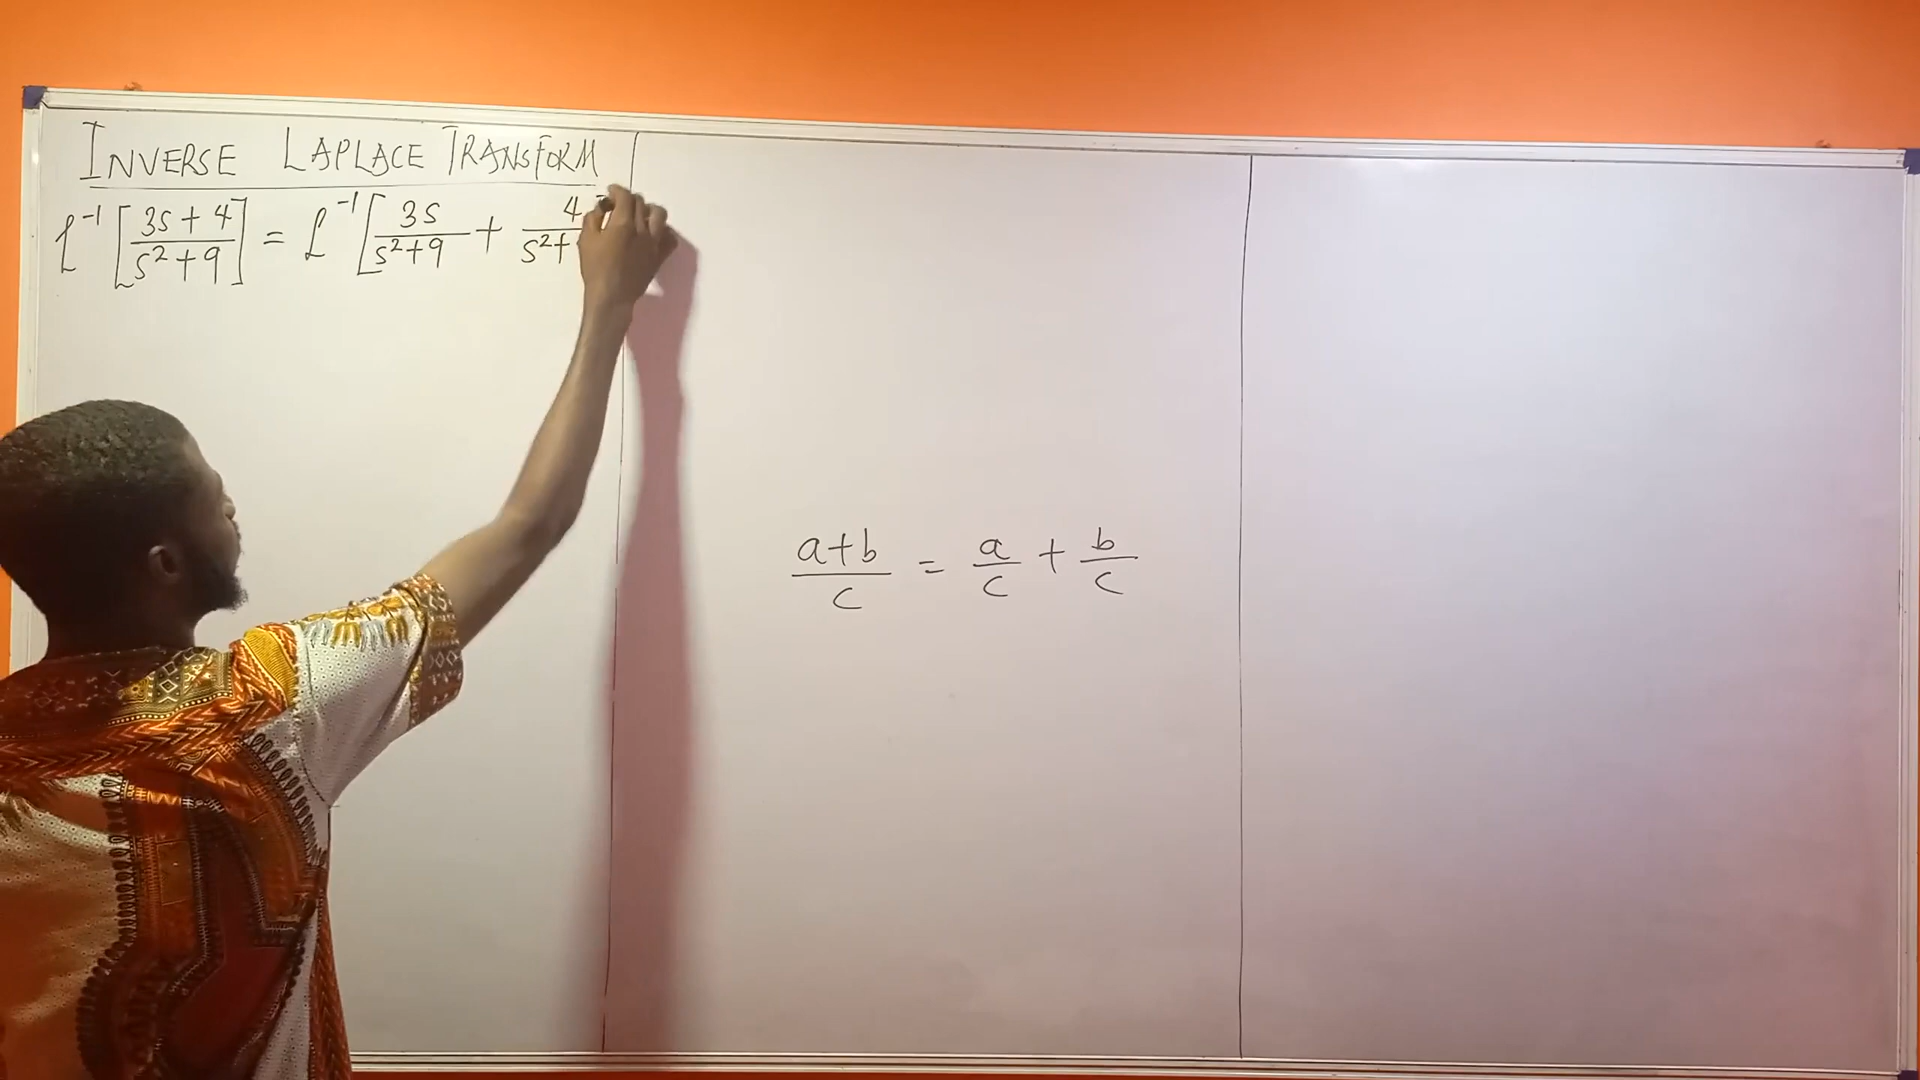 INVERSE LAPLACE TRANSFORM
ℒ⁻¹[(3s+4)/(s²+9)] = ℒ⁻¹[3s/(s²+9) + 4/(s²+
(a+b)/c = a/c + b/c